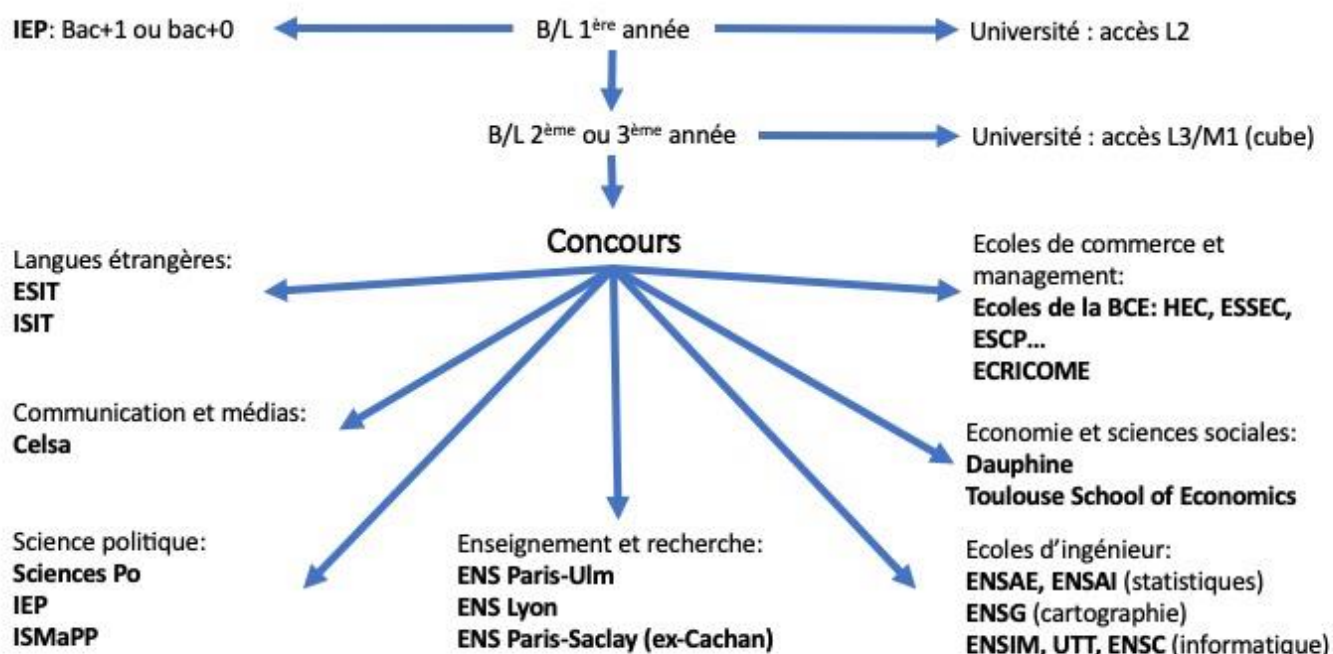 IEP: Bac+1 ou bac+0
B/L 1ère année
Université : accès L2
B/L 2ème ou 3ème année
Université : accès L3/M1 (cube)
Concours
Langues étrangères:
ESIT
ISIT
Ecoles de commerce et
management:
Ecoles de la BCE: HEC, ESSEC,
ESCP...
ECRICOME
Communication et médias:
Celsa
Economie et sciences sociales:
Dauphine
Toulouse School of Economics
Science politique:
Sciences Po
IEP
ISMaPP
Enseignement et recherche:
ENS Paris-Ulm
ENS Lyon
ENS Paris-Saclay (ex-Cachan)
Ecoles d'ingénieur:
ENSAE, ENSAI (statistiques)
ENSG (cartographie)
ENSIM, UTT, ENSC (informatique)